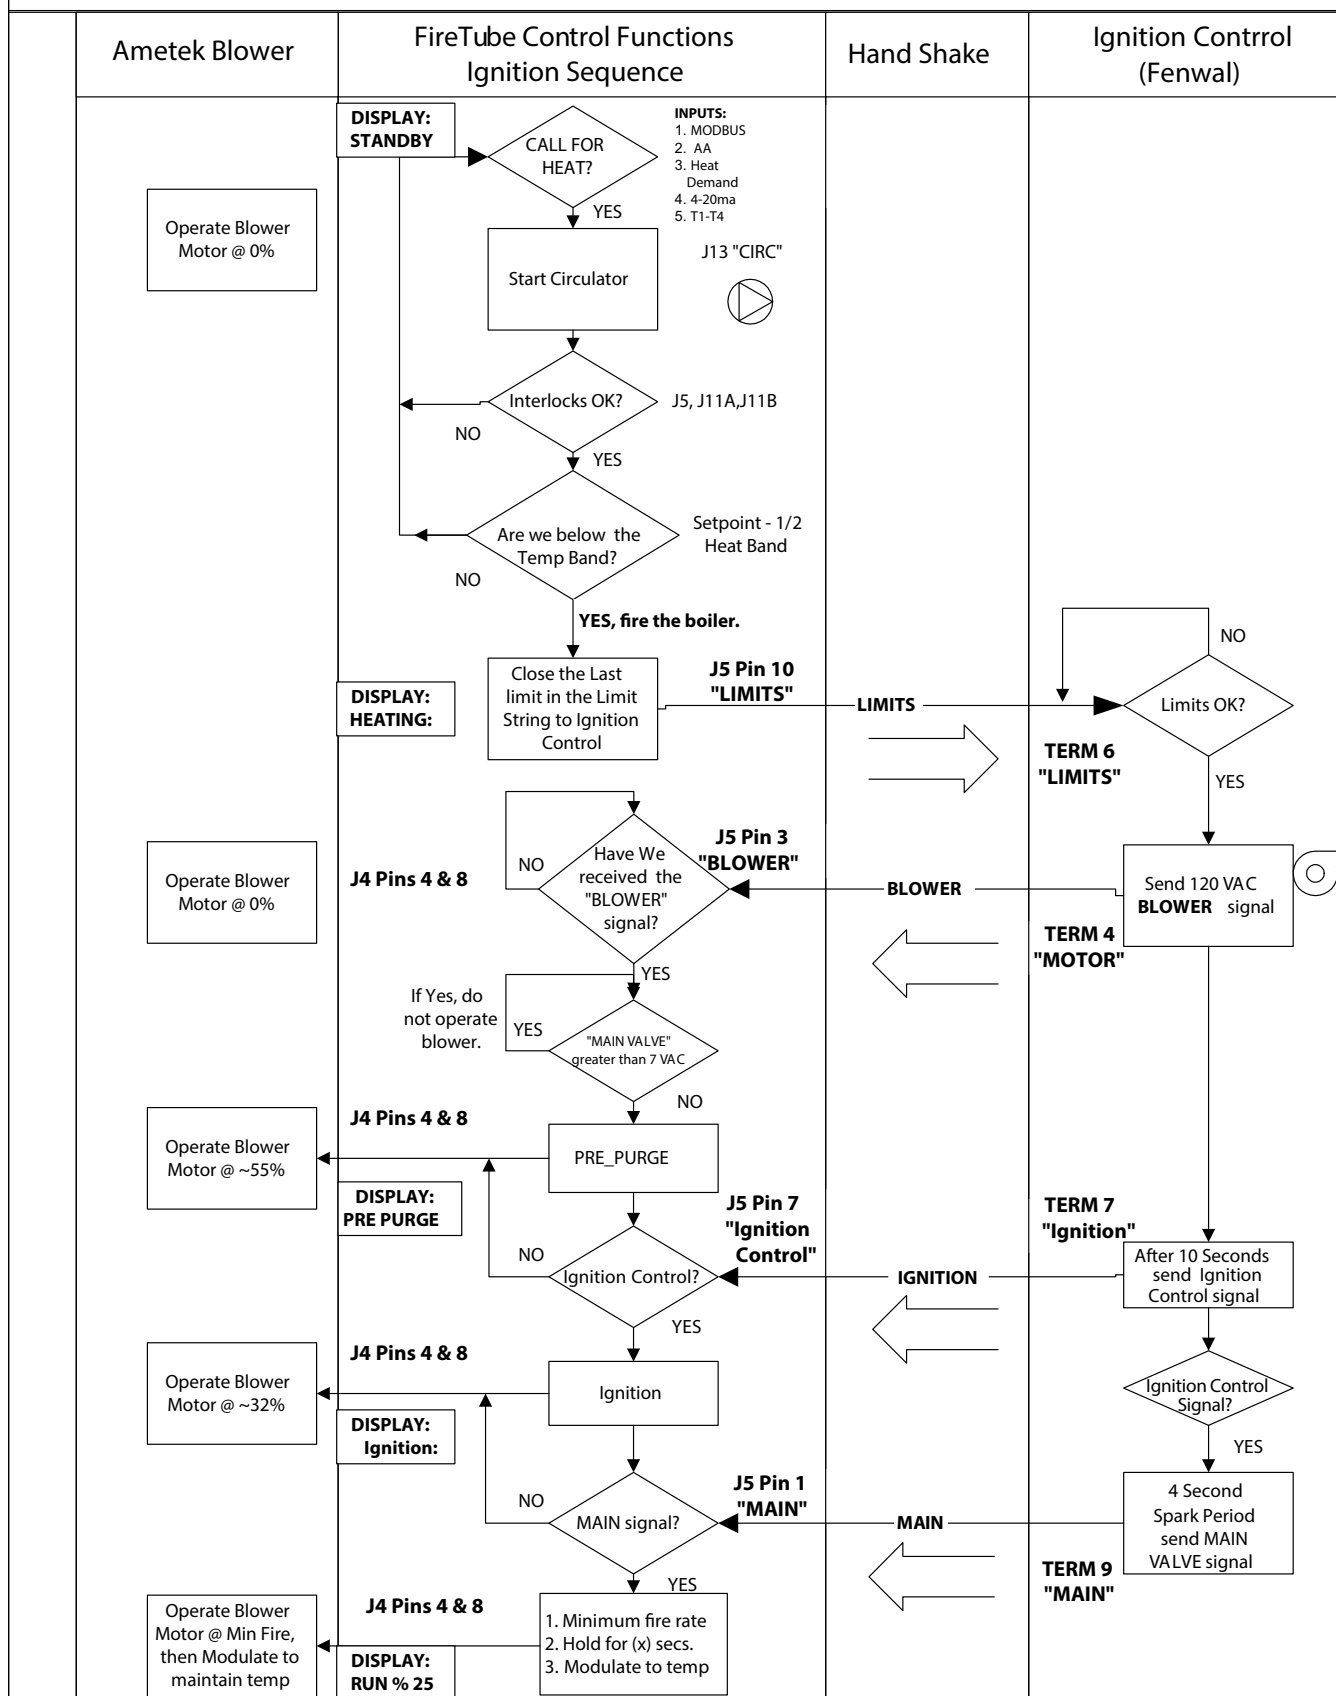 Ametek Blower
FireTube Control Functions
Ignition Sequence
Hand Shake
Ignition Contrrol
(Fenwal)
DISPLAY:
STANDBY
CALL FOR
HEAT?
INPUTS:
1. MODBUS
2. AA
3. Heat
Demand
4. 4-20ma
5. T1-T4
YES
Operate Blower
Motor @ 0%
J13 "CIRC"
Start Circulator
Interlocks OK?
J5, J11A,J11B
NO
YES
Are we below the
Temp Band?
Setpoint - 1/2
Heat Band
NO
YES, fire the boiler.
NO
Close the Last
limit in the Limit
String to Ignition
Control
J5 Pin 10
"LIMITS"
DISPLAY:
HEATING:
LIMITS
Limits OK?
TERM 6
"LIMITS"
YES
Operate Blower
Motor @ 0%
J4 Pins 4 & 8
NO
Have We
received the
"BLOWER"
signal?
J5 Pin 3
"BLOWER"
BLOWER
Send 120 VAC
BLOWER signal
TERM 4
"MOTOR"
YES
If Yes, do
not operate
blower.
YES
"MAIN VALVE"
greater than 7 VAC
NO
J4 Pins 4 & 8
Operate Blower
Motor @ ~55%
PRE_PURGE
DISPLAY:
PRE PURGE
J5 Pin 7
"Ignition
Control"
TERM 7
"Ignition"
NO
Ignition Control?
IGNITION
After 10 Seconds
send Ignition
Control signal
YES
J4 Pins 4 & 8
Operate Blower
Motor @ ~32%
Ignition
Ignition Control
Signal?
DISPLAY:
Ignition:
YES
J5 Pin 1
"MAIN"
NO
MAIN signal?
MAIN
4 Second
Spark Period
send MAIN
VALVE signal
TERM 9
"MAIN"
YES
J4 Pins 4 & 8
Operate Blower
Motor @ Min Fire,
then Modulate to
maintain temp
1. Minimum fire rate
2. Hold for (x) secs.
3. Modulate to temp
DISPLAY:
RUN % 25